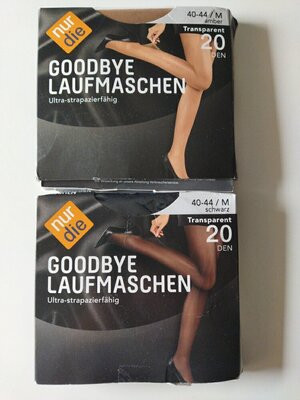 nur
die
40-44 / M
amber
Transparent
20
DEN
GOODBYE
LAUFMASCHEN
Ultra-strapazierfähig
nur
die
40-44 / M
schwarz
Transparent
20
DEN
GOODBYE
LAUFMASCHEN
Ultra-strapazierfähig